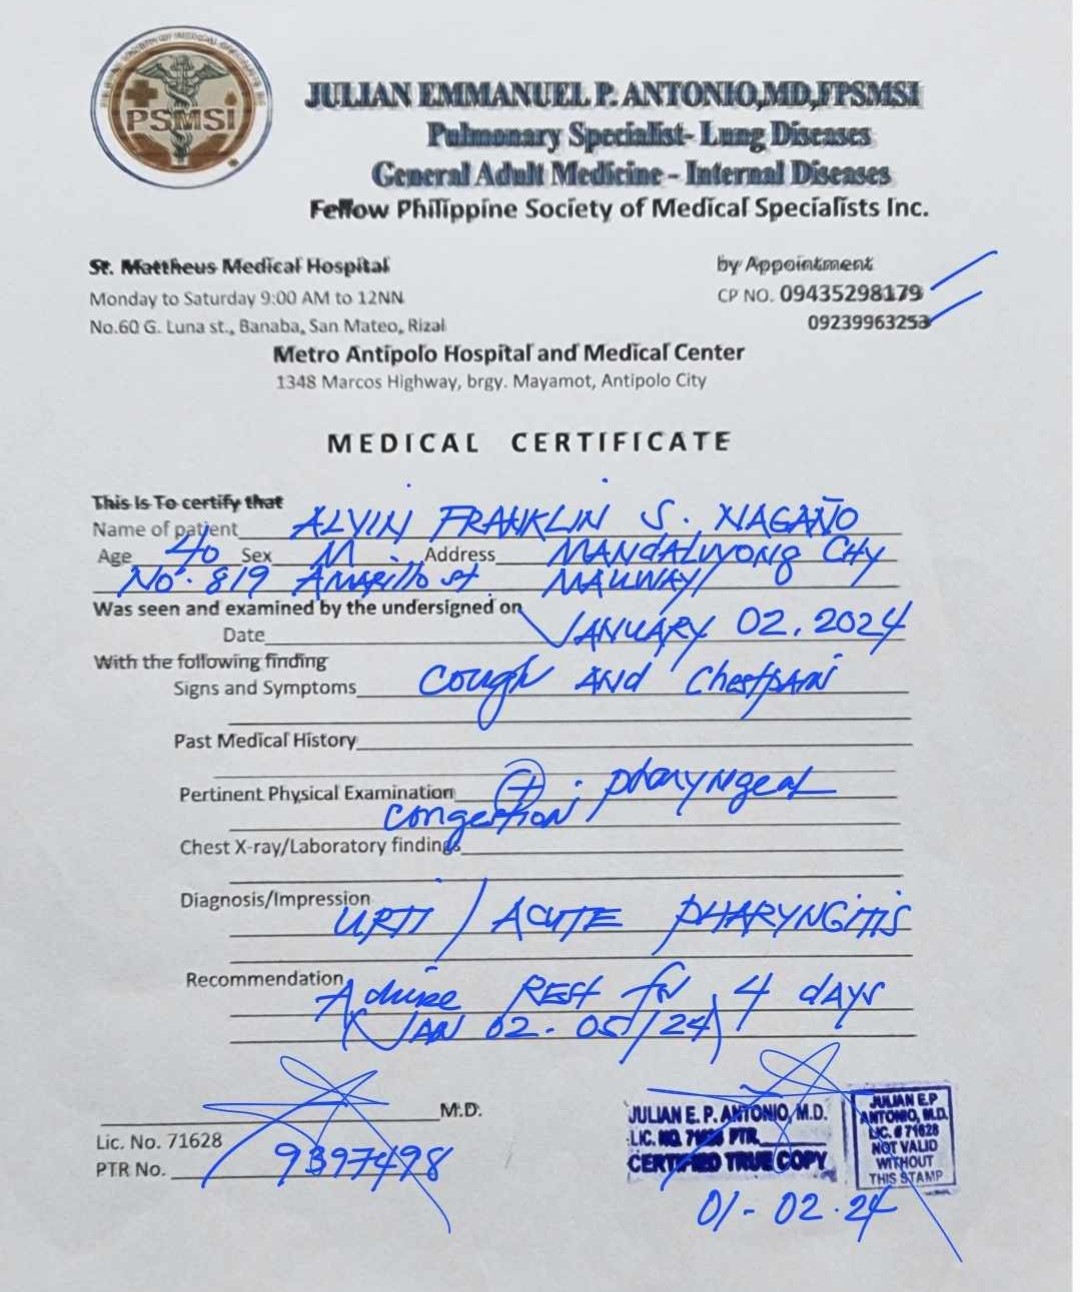 PSMSi
JULIAN EMMANUEL P. ANTONIO,MD,FPSMSI
Pulmonary Specialist- Lung Diseases
General Adult Medicine - Internal Diseases
Fellow Philippine Society of Medical Specialists Inc.
St. Mattheus Medical Hospital by Appointment
Monday to Saturday 9:00 AM to 12NN CP NO. 09435298179
No.60 G. Luna st., Banaba, San Mateo, Rizal 09239963253
Metro Antipolo Hospital and Medical Center
1348 Marcos Highway, brgy. Mayamot, Antipolo City
MEDICAL CERTIFICATE
This Is To certify that
Name of patient ALVIN FRANKLIN S. NAGAÑO
Age 40 Sex M. Address MANDALUYONG CITY
No. 819 AMARILLO st MAUWAY
Was seen and examined by the undersigned on
Date JANUARY 02, 2024
With the following finding
Signs and Symptoms Cough AND Chestpain
Past Medical History
Pertinent Physical Examination (+) pharyngeal
congestion
Chest X-ray/Laboratory findings
Diagnosis/Impression
URTI / ACUTE PHARYNGITIS
Recommendation
Advise REST for 4 days
(JAN 02-05/24)
M.D.
Lic. No. 71628
PTR No. 9397498
JULIAN E. P. ANTONIO, M.D.
LIC. NO. 71628 PTR.
CERTIFIED TRUE COPY
JULIAN E.P
ANTONIO, M.D.
LIC. # 71628
NOT VALID
WITHOUT
THIS STAMP
01-02-24